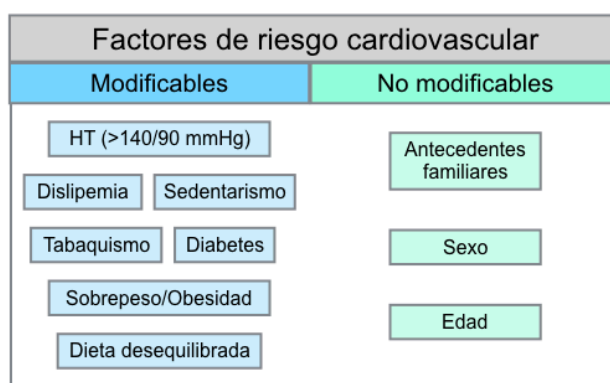 Factores de riesgo cardiovascular
Modificables
No modificables
HT (>140/90 mmHg)
Dislipemia
Sedentarismo
Tabaquismo
Diabetes
Sobrepeso/Obesidad
Dieta desequilibrada
Antecedentes
familiares
Sexo
Edad